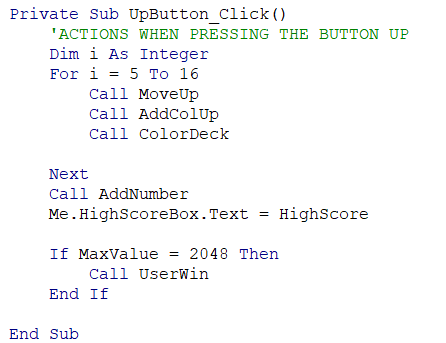 Private Sub UpButton_Click()
    'ACTIONS WHEN PRESSING THE BUTTON UP
    Dim i As Integer
    For i = 5 To 16
        Call MoveUp
        Call AddColUp
        Call ColorDeck

    Next
    Call AddNumber
    Me.HighScoreBox.Text = HighScore

    If MaxValue = 2048 Then
        Call UserWin
    End If

End Sub